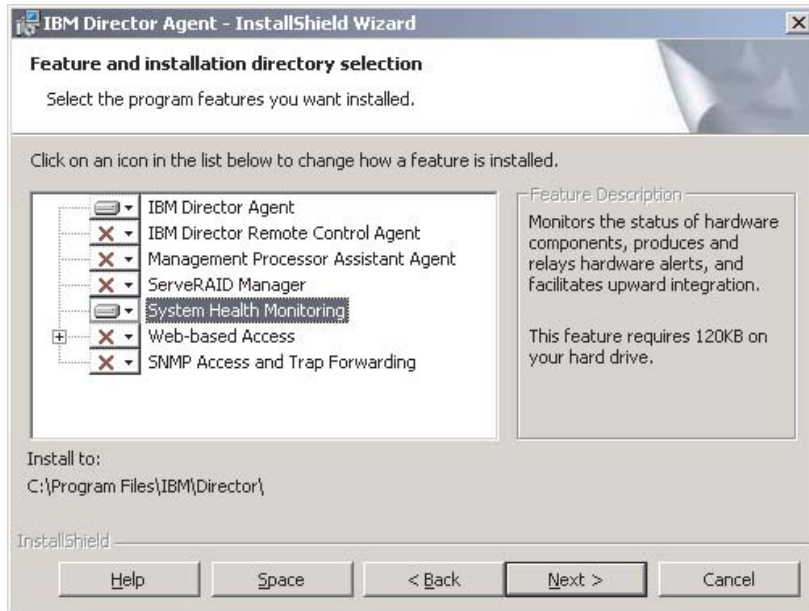 IBM Director Agent - InstallShield Wizard
Feature and installation directory selection
Select the program features you want installed.
Click on an icon in the list below to change how a feature is installed.
IBM Director Agent
IBM Director Remote Control Agent
Management Processor Assistant Agent
ServeRAID Manager
System Health Monitoring
Web-based Access
SNMP Access and Trap Forwarding
Feature Description
Monitors the status of hardware
components, produces and
relays hardware alerts, and
facilitates upward integration.
This feature requires 120KB on
your hard drive.
Install to:
C:\Program Files\IBM\Director\
InstallShield
Help
Space
< Back
Next >
Cancel